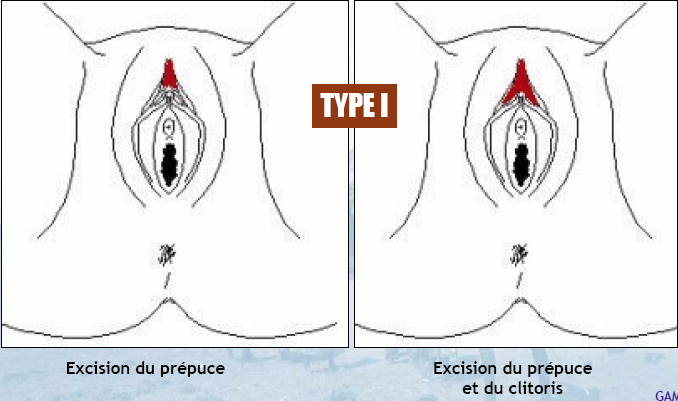 TYPE I
Excision du prépuce
Excision du prépuce
et du clitoris
GAM